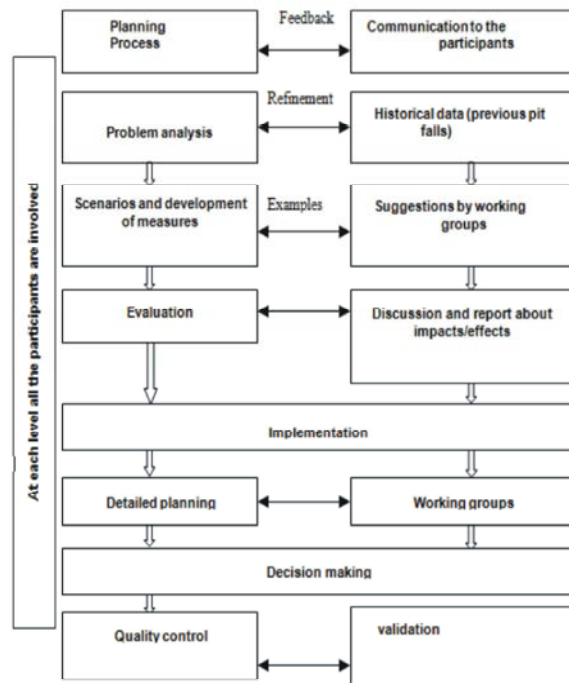 Planning
Process
Feedback
Communication to the
participants
At each level all the participants are involved
Problem analysis
Refinement
Historical data (previous pit
falls)
Scenarios and development
of measures
Examples
Suggestions by working
groups
Evaluation
Discussion and report about
impacts/effects
Implementation
Detailed planning
Working groups
Decision making
Quality control
validation